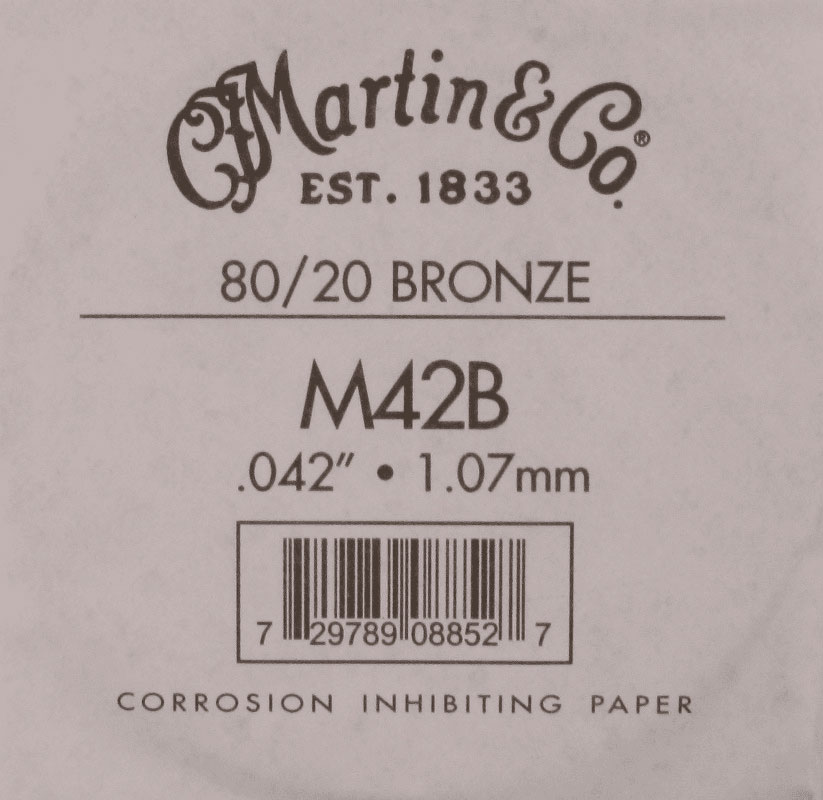 CFMartin & Co.®
EST. 1833
80/20 BRONZE
M42B
.042″ • 1.07mm
7 29789 08852 7
CORROSION INHIBITING PAPER